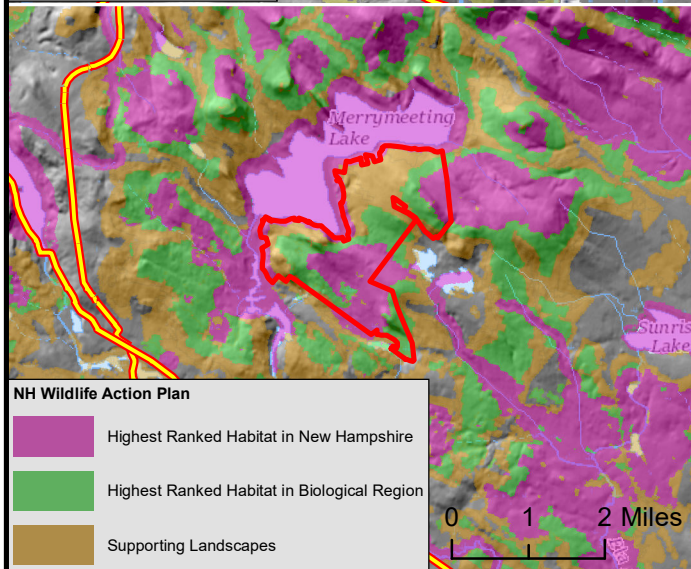 Merrymeeting
Lake
Lake
NH Wildlife Action Plan
Highest Ranked Habitat in New Hampshire
Highest Ranked Habitat in Biological Region
Supporting Landscapes
0 1 2 Miles